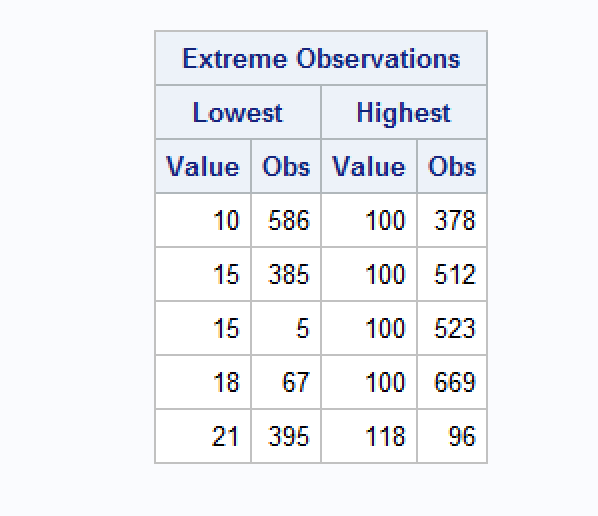 Extreme Observations
Lowest Highest
Value Obs Value Obs
10 586 100 378
15 385 100 512
15 5 100 523
18 67 100 669
21 395 118 96